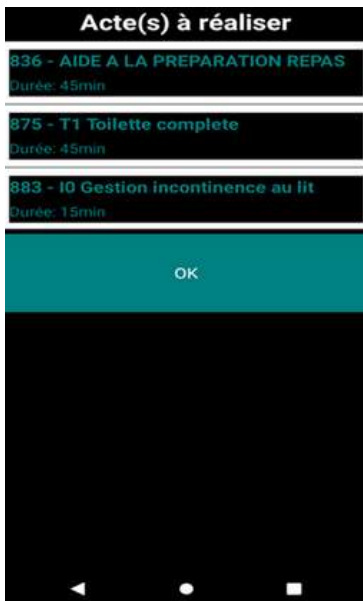 Acte(s) à réaliser
836 - AIDE A LA PREPARATION REPAS
Durée: 45min
875 - T1 Toilette complete
Durée: 45min
883 - I0 Gestion incontinence au lit
Durée: 15min
OK